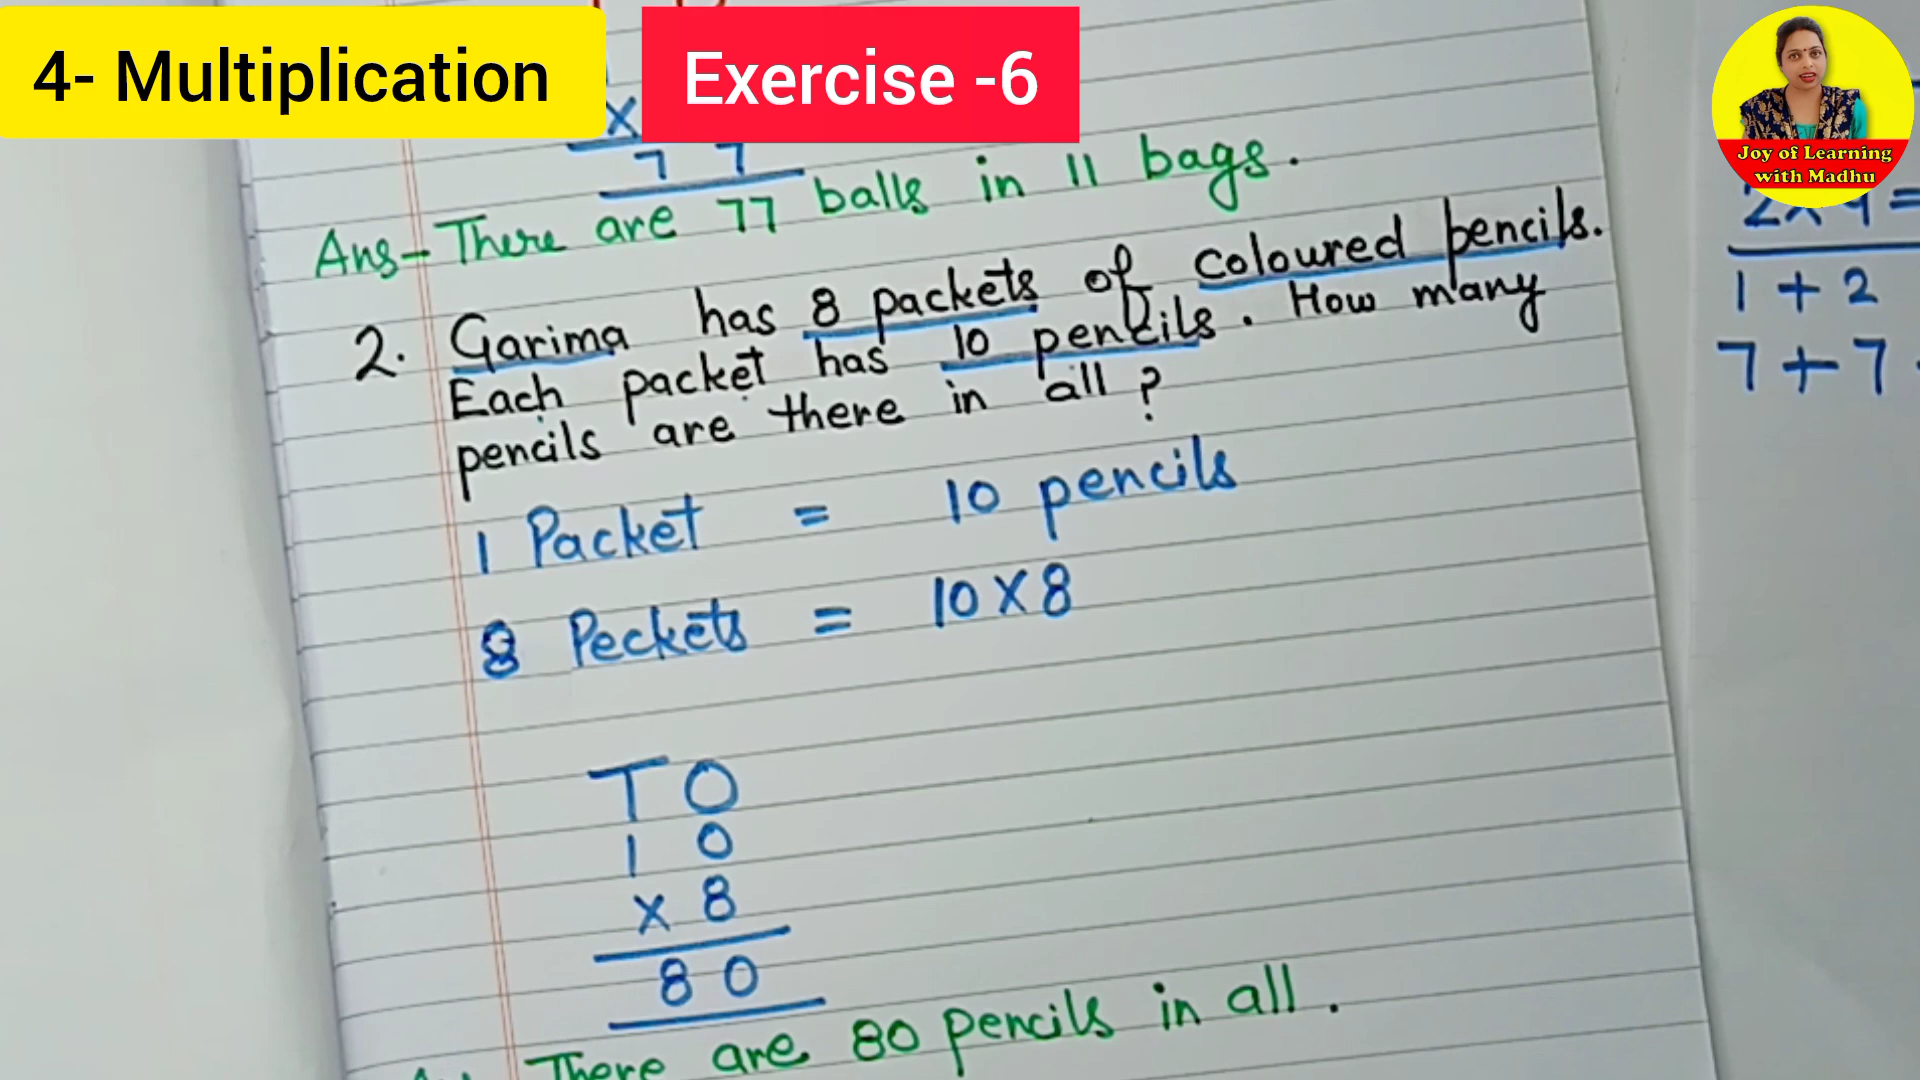 4- Multiplication
Exercise -6
Joy of Learning
with Madhu
x
7 7
Ans- There are 77 balls in 11 bags.
2. Garima has 8 packets of coloured pencils.
Each packet has 10 pencils. How many
pencils are there in all?
1 Packet = 10 pencils
8 Peckets = 10x8
T O
1 0
x 8
8 0
There are 80 pencils in all.
1 + 2
7 + 7